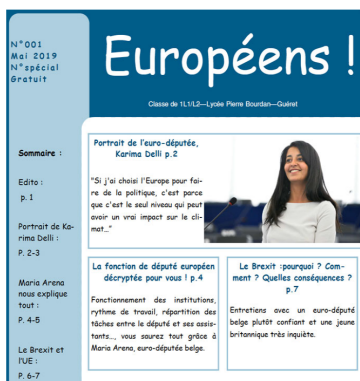 N°001
Mai 2019
N°spécial
Gratuit
Européens !
Classe de 1L1/L2—Lycée Pierre Bourdan—Guéret
Sommaire :
Edito :
p. 1
Portrait de Ka-
rima Delli :
P. 2-3
Maria Arena
nous explique
tout :
P. 4-5
Le Brexit et
l'UE :
P. 6-7
Portrait de l'euro-députée,
Karima Delli p.2
"Si j'ai choisi l'Europe pour fai-
re de la politique, c'est parce
que c'est le seul niveau qui peut
avoir un vrai impact sur le cli-
mat…"
La fonction de député européen
décryptée pour vous ! p.4
Fonctionnement des institutions,
rythme de travail, répartition des
tâches entre le député et ses assis-
tants…, vous saurez tout grâce à
Maria Arena, euro-députée belge.
Le Brexit :pourquoi ? Com-
ment ? Quelles conséquences ?
p.7
Entretiens avec un euro-député
belge plutôt confiant et une jeune
britannique très inquiète.